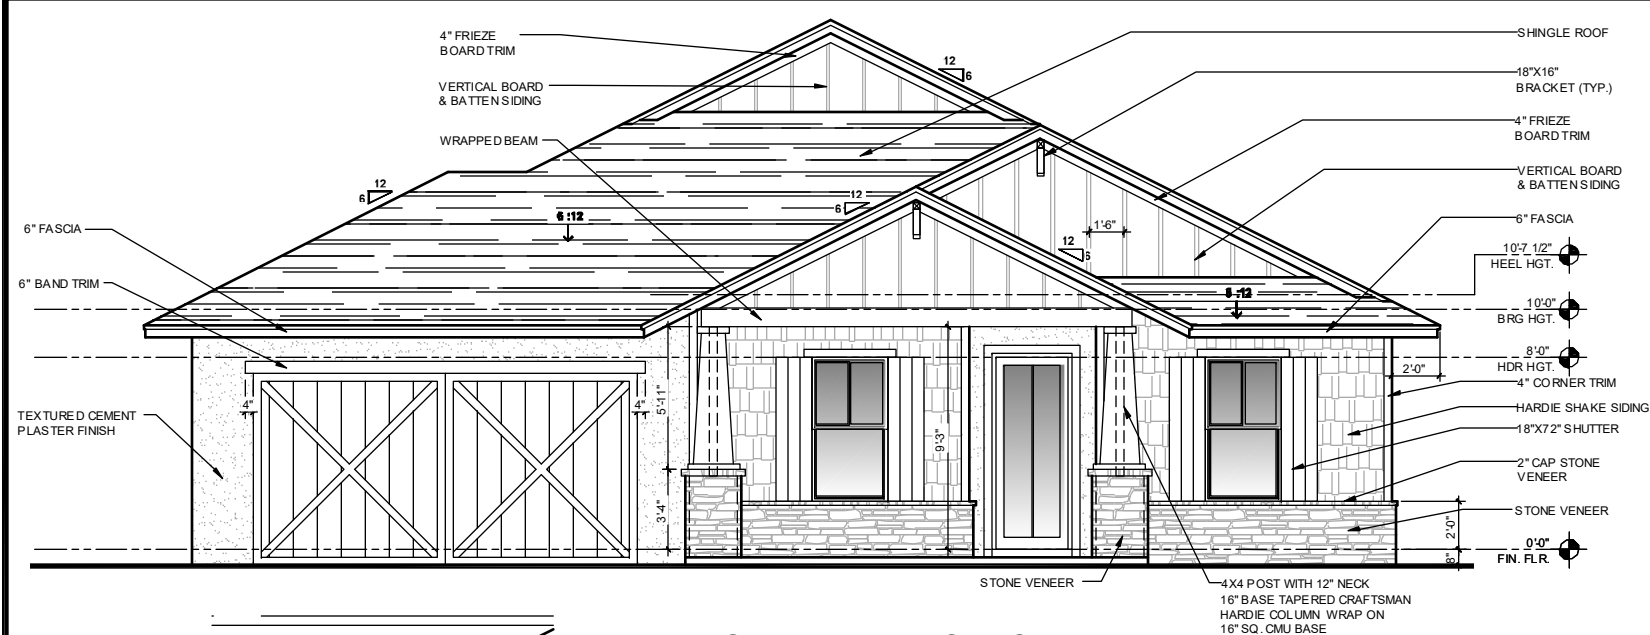 4" FRIEZE
BOARD TRIM
VERTICAL BOARD
& BATTEN SIDING
WRAPPED BEAM
12
6
12
6
6:12
12
6
12
6
1'-6"
6" FASCIA
6" BAND TRIM
TEXTURED CEMENT
PLASTER FINISH
4"
4"
5'-11"
3'-4"
9'-3"
SHINGLE ROOF
18"X16"
BRACKET (TYP.)
4" FRIEZE
BOARD TRIM
VERTICAL BOARD
& BATTEN SIDING
6" FASCIA
10'-7 1/2"
HEEL HGT.
10'-0"
BRG HGT.
8'-0"
HDR HGT.
2'-0"
4" CORNER TRIM
HARDIE SHAKE SIDING
18"X72" SHUTTER
2" CAP STONE
VENEER
STONE VENEER
2'-0"
8"
0'-0"
FIN. FLR.
STONE VENEER
4X4 POST WITH 12" NECK
16" BASE TAPERED CRAFTSMAN
HARDIE COLUMN WRAP ON
16" SQ. CMU BASE